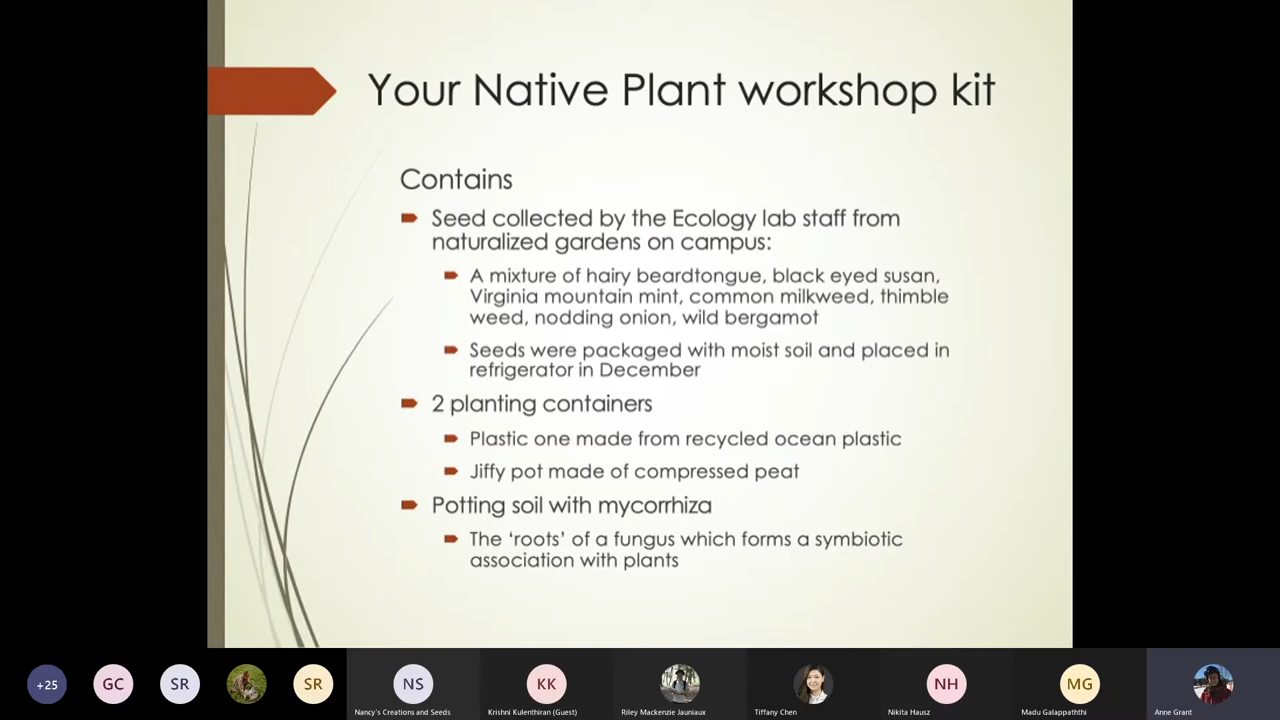 Your Native Plant workshop kit
Contains
Seed collected by the Ecology lab staff from
naturalized gardens on campus:
A mixture of hairy beardtongue, black eyed susan,
Virginia mountain mint, common milkweed, thimble
weed, nodding onion, wild bergamot
Seeds were packaged with moist soil and placed in
refrigerator in December
2 planting containers
Plastic one made from recycled ocean plastic
Jiffy pot made of compressed peat
Potting soil with mycorrhiza
The ‘roots’ of a fungus which forms a symbiotic
association with plants
+25 GC SR SR NS KK NH MG
Nancy's Creations and Seeds Krishni Kulenthiran (Guest) Riley Mackenzie Jauniaux Tiffany Chen Nikita Hausz Madu Galappaththi Anne Grant